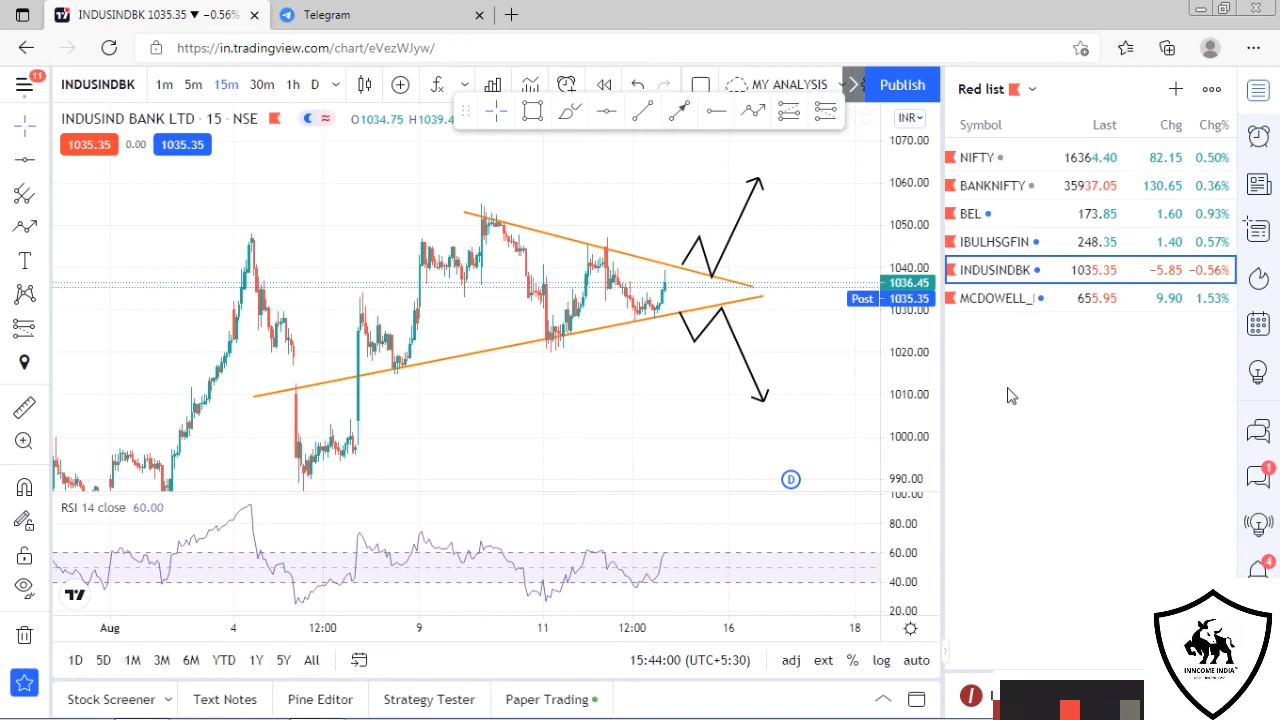 INDUSINDBK 1035.35 ▼ −0.56%
Telegram
https://in.tradingview.com/chart/eVezWJyw/
11
INDUSINDBK 1m 5m 15m 30m 1h D MY ANALYSIS Publish
INDUSIND BANK LTD · 15 · NSE O1034.75 H1039.4
INR
1035.35 0.00 1035.35
1070.00
1060.00
1050.00
1040.00
1036.45
Post 1035.35
1030.00
1020.00
1010.00
1000.00
990.00
D
RSI 14 close 60.00
100.00
80.00
60.00
40.00
20.00
Aug 4 12:00 9 11 12:00 16 18
1D 5D 1M 3M 6M YTD 1Y 5Y All 15:44:00 (UTC+5:30) adj ext % log auto
Stock Screener Text Notes Pine Editor Strategy Tester Paper Trading
Red list
Symbol Last Chg Chg%
NIFTY 16364.40 82.15 0.50%
BANKNIFTY 35937.05 130.65 0.36%
BEL 173.85 1.60 0.93%
IBULHSGFIN 248.35 1.40 0.57%
INDUSINDBK 1035.35 −5.85 −0.56%
MCDOWELL_ 655.95 9.90 1.53%
1
4
INNCOME INDIA